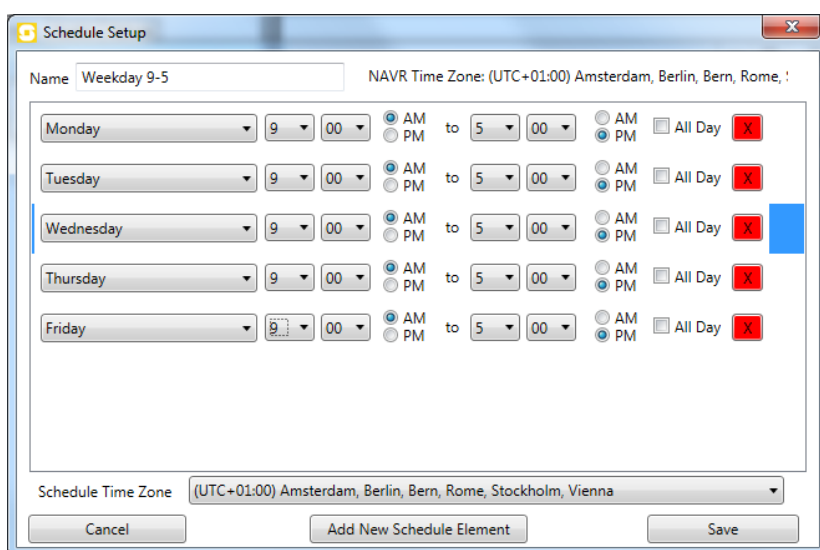 Schedule Setup
X
Name Weekday 9-5 NAVR Time Zone: (UTC+01:00) Amsterdam, Berlin, Bern, Rome,
Monday 9 00 AM PM to 5 00 AM PM All Day X
Tuesday 9 00 AM PM to 5 00 AM PM All Day X
Wednesday 9 00 AM PM to 5 00 AM PM All Day X
Thursday 9 00 AM PM to 5 00 AM PM All Day X
Friday 9 00 AM PM to 5 00 AM PM All Day X
Schedule Time Zone (UTC+01:00) Amsterdam, Berlin, Bern, Rome, Stockholm, Vienna
Cancel Add New Schedule Element Save